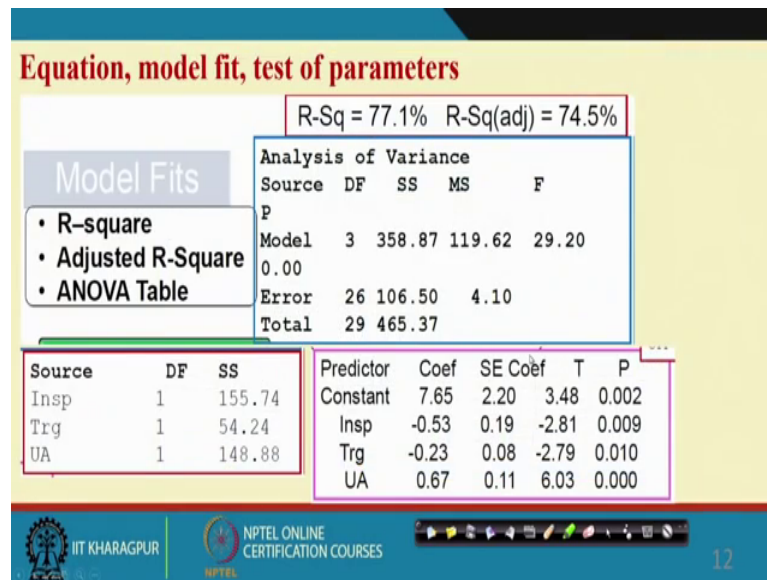 Equation, model fit, test of parameters
R-Sq = 77.1% R-Sq(adj) = 74.5%
Model Fits
• R–square
• Adjusted R-Square
• ANOVA Table
Analysis of Variance
Source DF SS MS F
P
Model 3 358.87 119.62 29.20
0.00
Error 26 106.50 4.10
Total 29 465.37
Source DF SS
Insp 1 155.74
Trg 1 54.24
UA 1 148.88
Predictor Coef SE Coef T P
Constant 7.65 2.20 3.48 0.002
Insp -0.53 0.19 -2.81 0.009
Trg -0.23 0.08 -2.79 0.010
UA 0.67 0.11 6.03 0.000
IIT KHARAGPUR
NPTEL
NPTEL ONLINE
CERTIFICATION COURSES
12